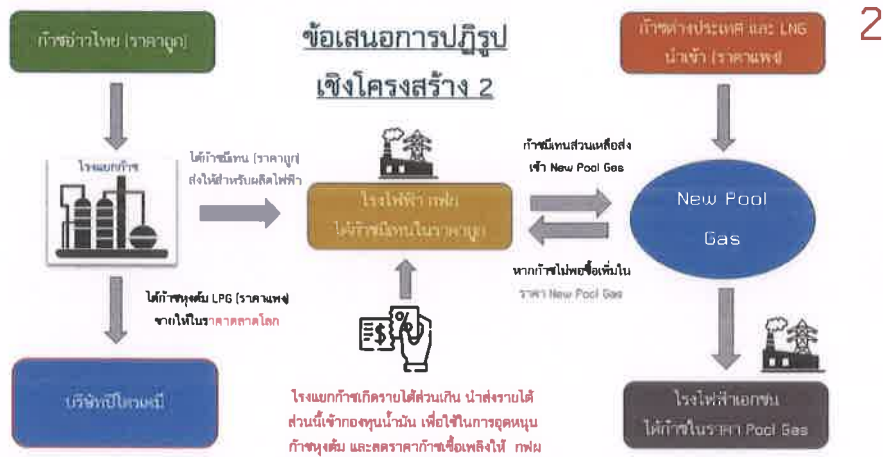 2
ข้อเสนอการปฏิรูป
เชิงโครงสร้าง 2
ก๊าซอ่าวไทย (ราคาถูก)
ก๊าซต่างประเทศ และ LNG
นำเข้า (ราคาแพง)
โรงแยกก๊าซ
ได้ก๊าซมีเทน (ราคาถูก)
ส่งให้สำหรับผลิตไฟฟ้า
โรงไฟฟ้า กฟผ
ได้ก๊าซมีเทนในราคาถูก
ก๊าซมีเทนส่วนเหลือส่ง
เข้า New Pool Gas
New Pool
Gas
หากก๊าซไม่พอซื้อเพิ่มใน
ราคา New Pool Gas
ได้ก๊าซหุงต้ม LPG (ราคาแพง)
ขายให้ในราคาตลาดโลก
บริษัทปิโตรเคมี
โรงแยกก๊าซเกิดรายได้ส่วนเกิน นำส่งรายได้
ส่วนนี้เข้ากองทุนน้ำมัน เพื่อใช้ในการอุดหนุน
ก๊าซหุงต้ม และลดราคาก๊าซเชื้อเพลิงให้ กฟผ
โรงไฟฟ้าเอกชน
ได้ก๊าซในราคา Pool Gas